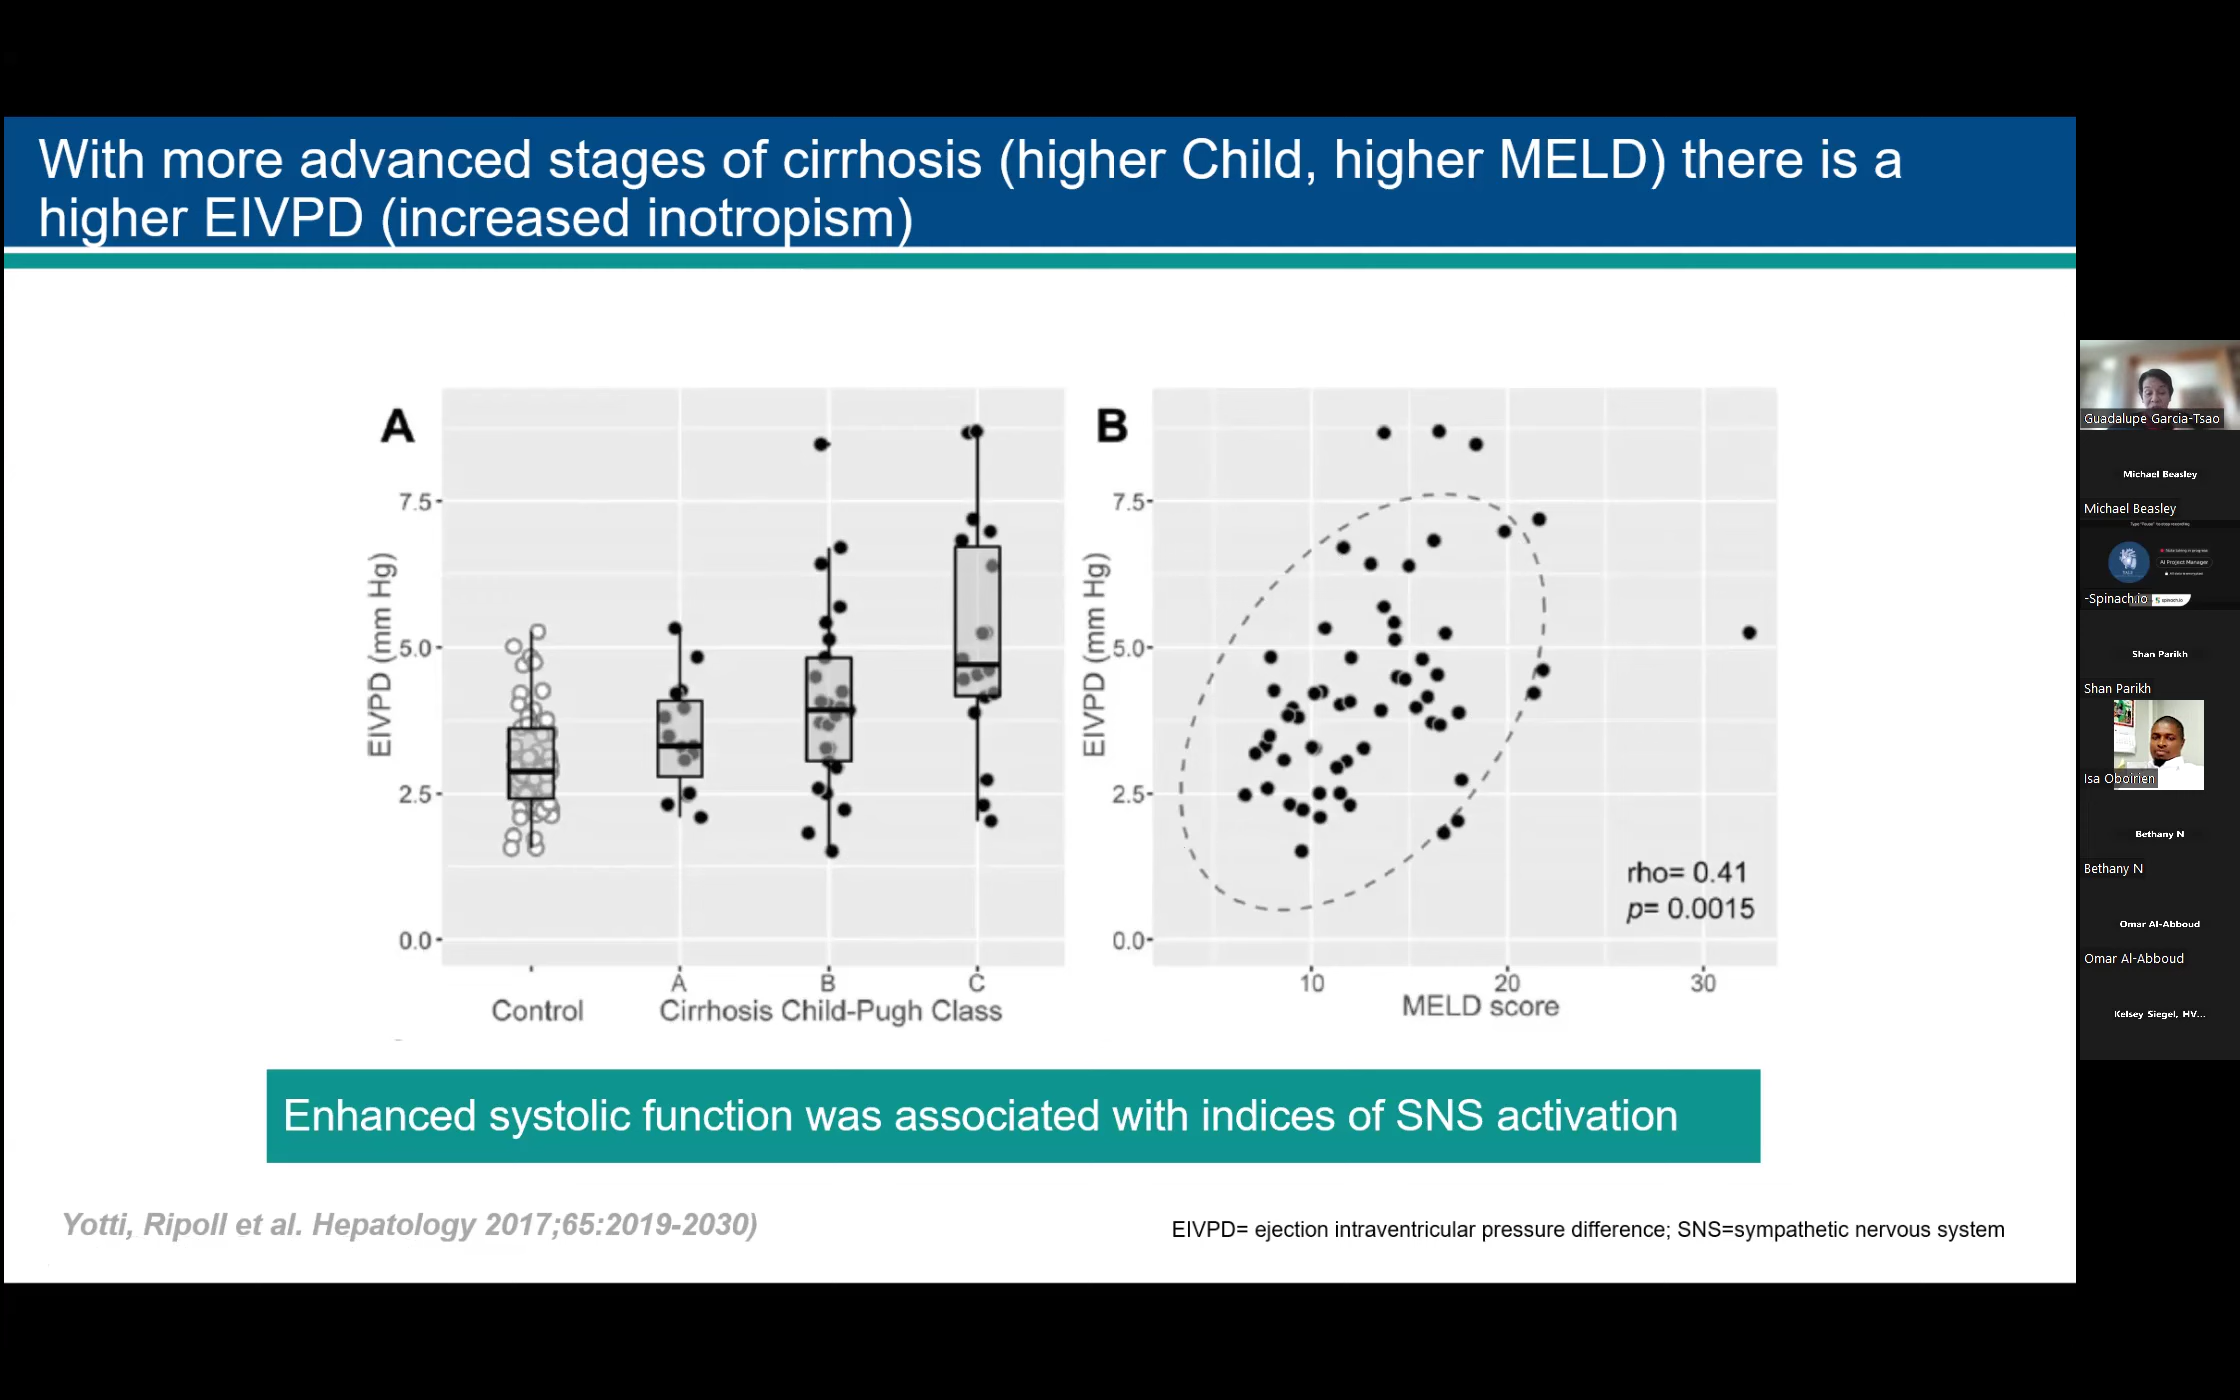 With more advanced stages of cirrhosis (higher Child, higher MELD) there is a
higher EIVPD (increased inotropism)
A
EIVPD (mm Hg)
7.5
5.0
2.5
0.0
A
B
C
Control
Cirrhosis Child-Pugh Class
B
EIVPD (mm Hg)
7.5
5.0
2.5
0.0
rho= 0.41
p= 0.0015
10
20
30
MELD score
Enhanced systolic function was associated with indices of SNS activation
Yotti, Ripoll et al. Hepatology 2017;65:2019-2030)
EIVPD= ejection intraventricular pressure difference; SNS=sympathetic nervous system
Guadalupe Garcia-Tsao
Michael Beasley
Michael Beasley
AI Project Manager
-Spinach.io
spinach.io
Shan Parikh
Shan Parikh
Isa Oboirien
Bethany N
Bethany N
Omar Al-Abboud
Omar Al-Abboud
Kelsey Siegel, HV...